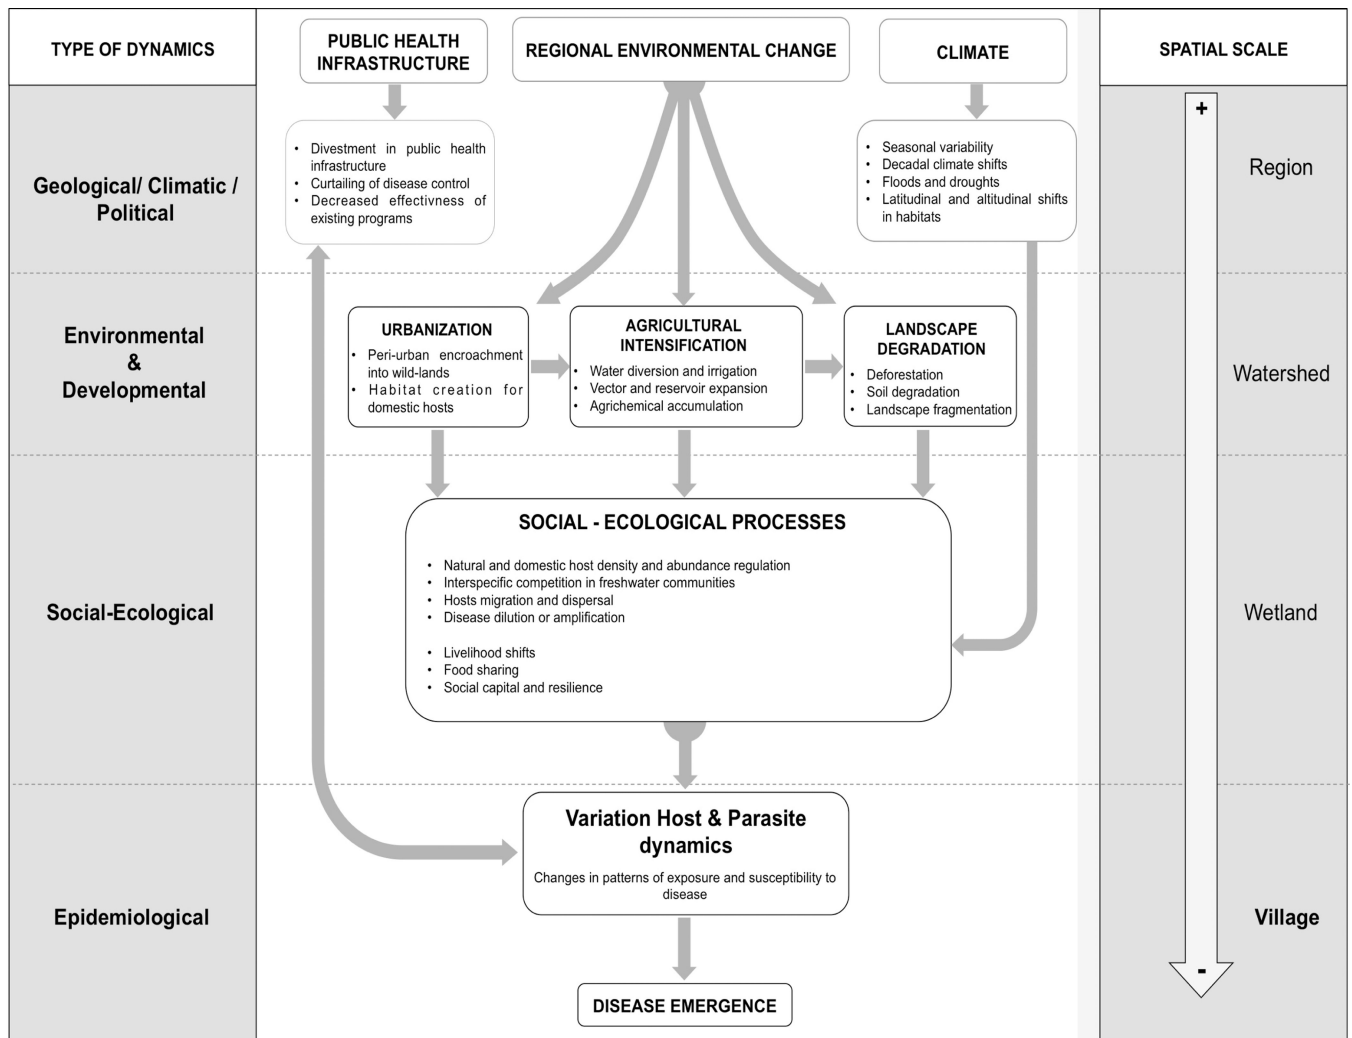 TYPE OF DYNAMICS
PUBLIC HEALTH
INFRASTRUCTURE
REGIONAL ENVIRONMENTAL CHANGE
CLIMATE
SPATIAL SCALE
Geological/ Climatic /
Political
• Divestment in public health
infrastructure
• Curtailing of disease control
• Decreased effectivness of
existing programs
• Seasonal variability
• Decadal climate shifts
• Floods and droughts
• Latitudinal and altitudinal shifts
in habitats
+
Region
Environmental
&
Developmental
URBANIZATION
• Peri-urban encroachment
into wild-lands
• Habitat creation for
domestic hosts
AGRICULTURAL
INTENSIFICATION
• Water diversion and irrigation
• Vector and reservoir expansion
• Agrichemical accumulation
LANDSCAPE
DEGRADATION
• Deforestation
• Soil degradation
• Landscape fragmentation
Watershed
Social-Ecological
SOCIAL - ECOLOGICAL PROCESSES
• Natural and domestic host density and abundance regulation
• Interspecific competition in freshwater communities
• Hosts migration and dispersal
• Disease dilution or amplification
• Livelihood shifts
• Food sharing
• Social capital and resilience
Wetland
Epidemiological
Variation Host & Parasite
dynamics
Changes in patterns of exposure and susceptibility to
disease
Village
-
DISEASE EMERGENCE